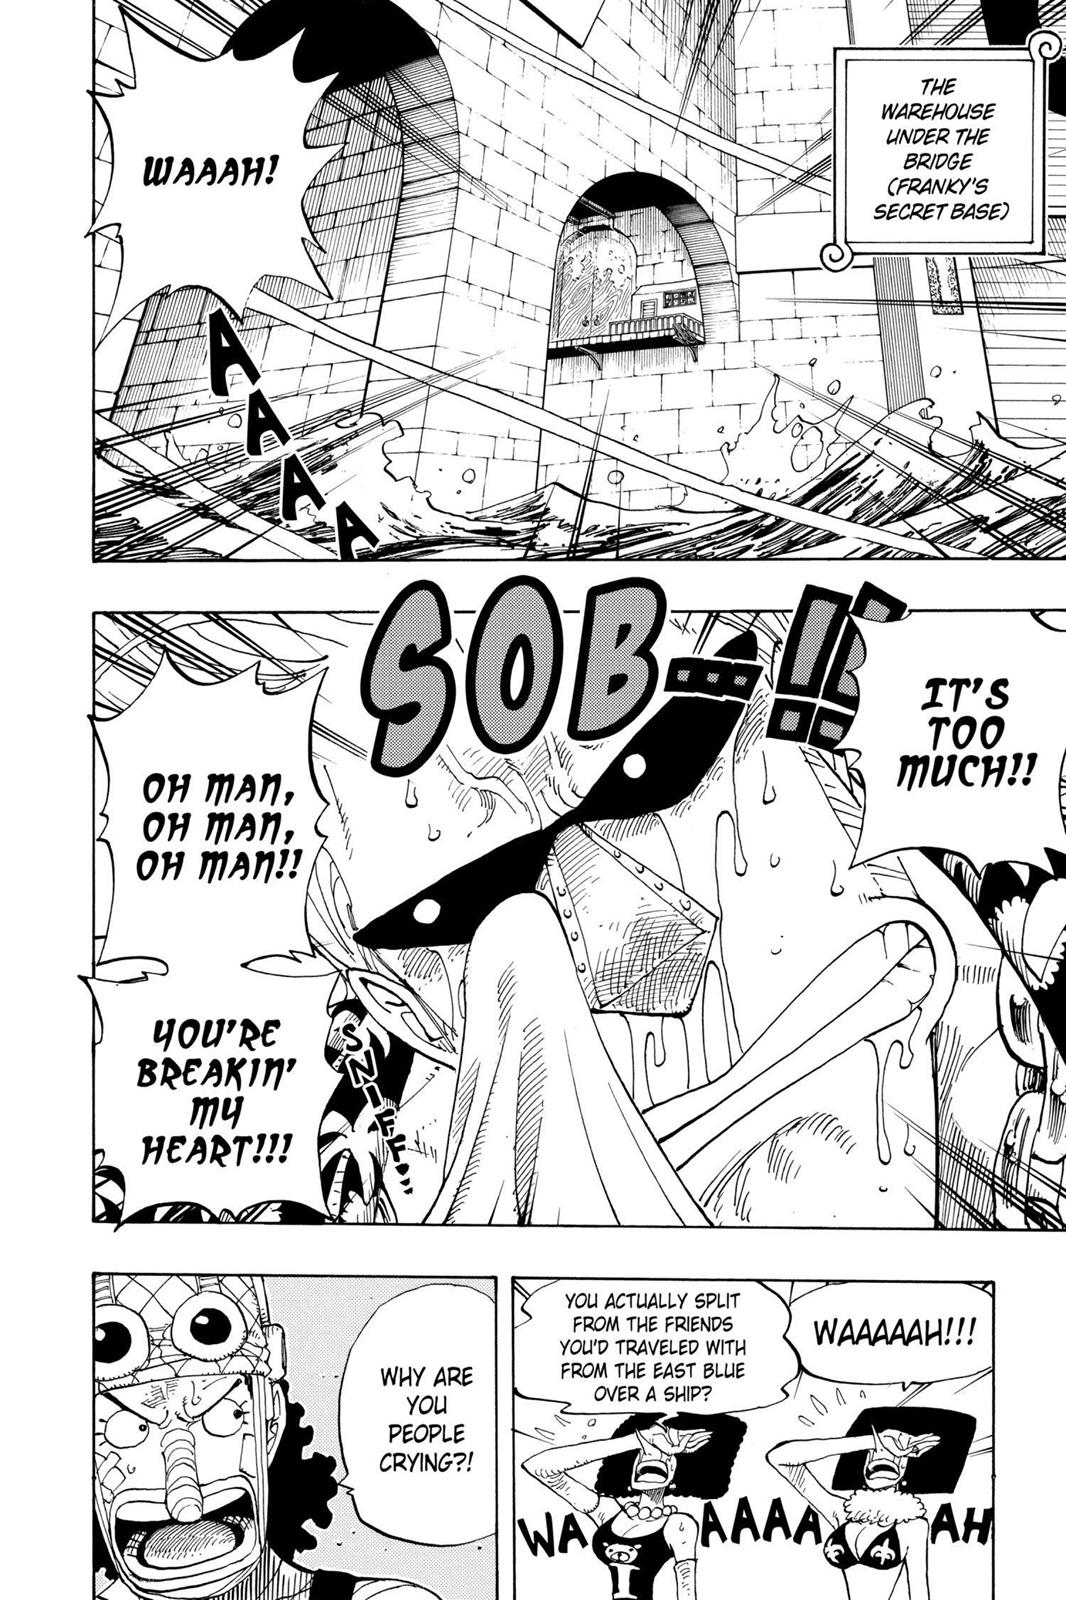 THE
WAREHOUSE
UNDER THE
BRIDGE
(FRANKY'S
SECRET BASE)
WAAAH!
AAAA
SOB---!!
IT'S
TOO
MUCH!!
OH MAN,
OH MAN,
OH MAN!!
YOU'RE
BREAKIN'
MY
HEART!!!
SNIFF...
WAAAAAH!!!
YOU ACTUALLY SPLIT
FROM THE FRIENDS
YOU'D TRAVELED WITH
FROM THE EAST BLUE
OVER A SHIP?
WA AAAA AH
I
WHY ARE
YOU
PEOPLE
CRYING?!